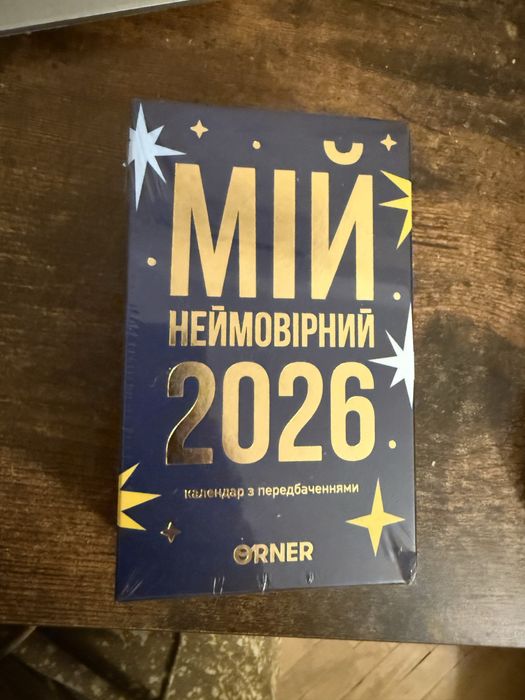 МІЙ
НЕЙМОВІРНИЙ
2026
календар з передбаченнями
ORNER